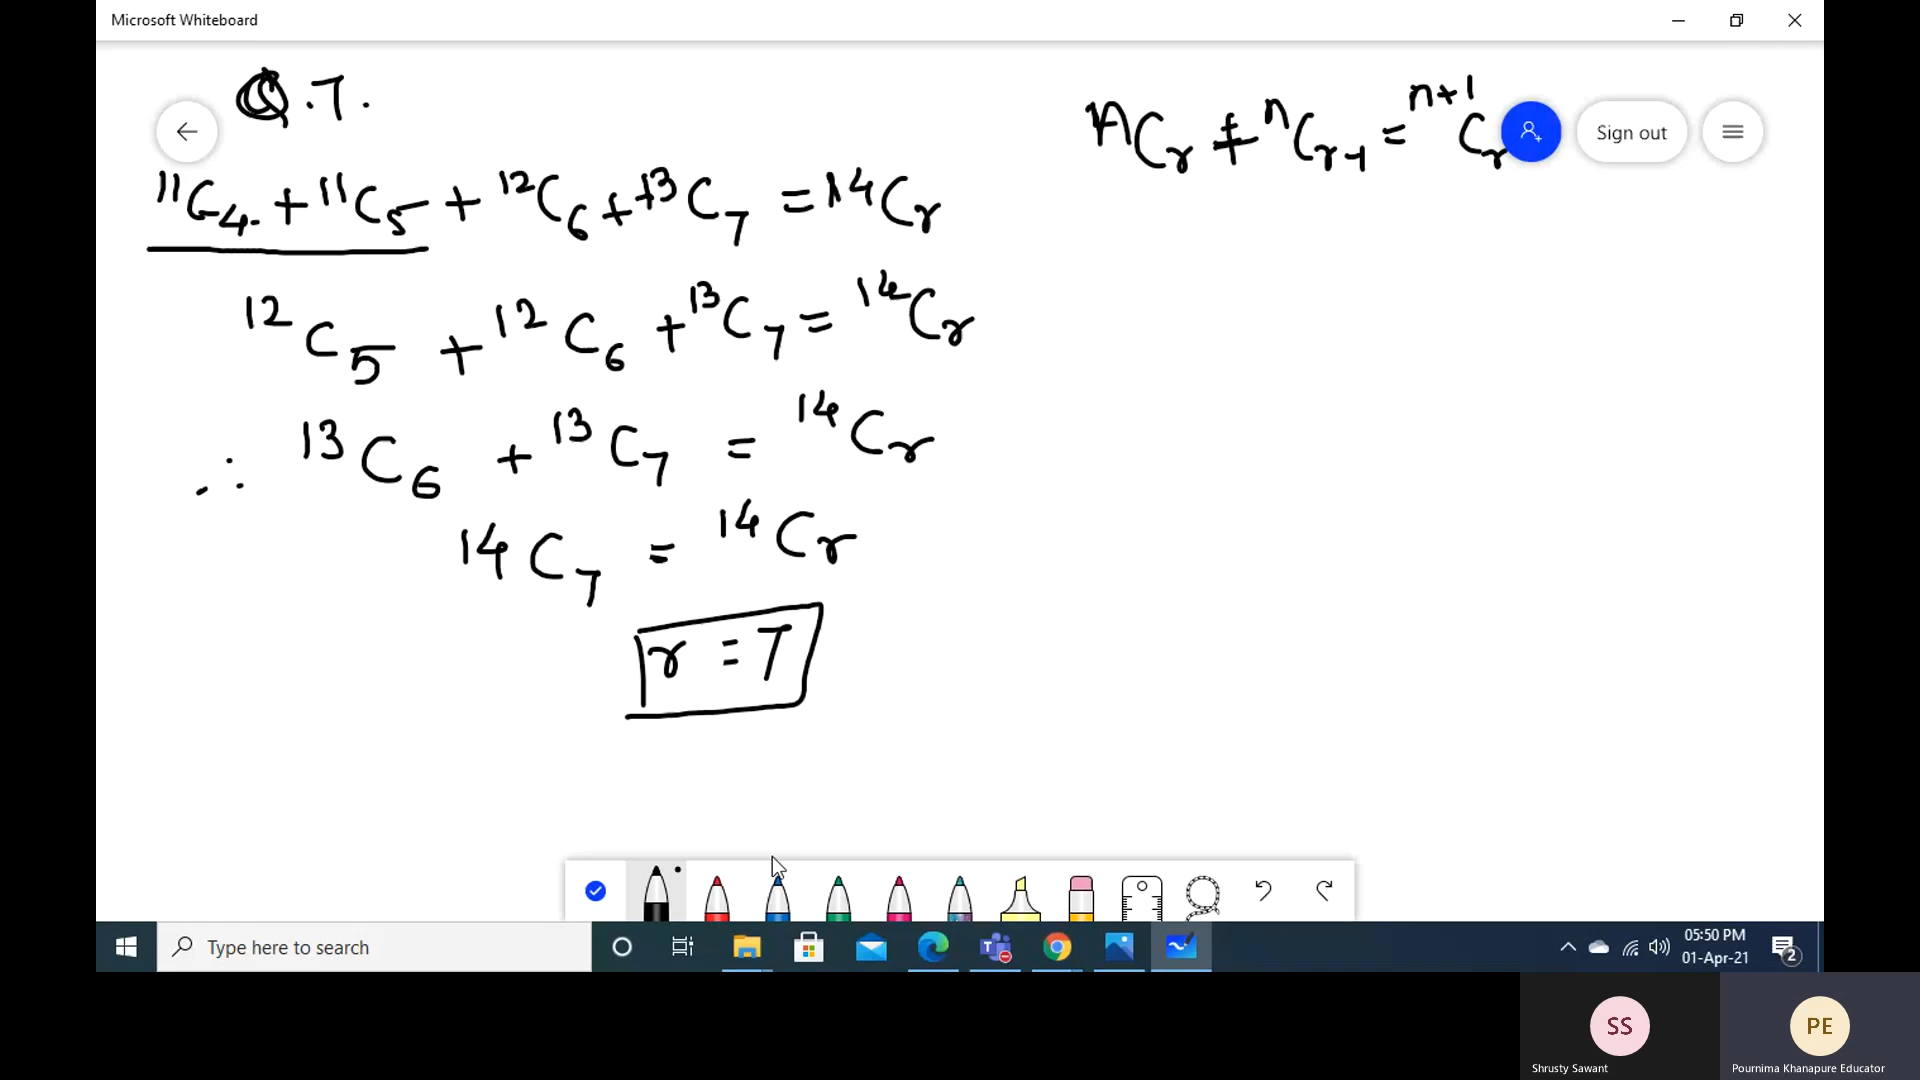 Microsoft Whiteboard
Q.7.
ⁿCᵣ + ⁿCᵣ₋₁ = ⁿ⁺¹Cᵣ
Sign out
¹¹C₄ + ¹¹C₅ + ¹²C₆ + ¹³C₇ = ¹⁴Cᵣ
¹²C₅ + ¹²C₆ + ¹³C₇ = ¹⁴Cᵣ
∴ ¹³C₆ + ¹³C₇ = ¹⁴Cᵣ
¹⁴C₇ = ¹⁴Cᵣ
r = 7
Type here to search
05:50 PM
01-Apr-21
2
SS
PE
Shrusty Sawant
Pournima Khanapure Educator